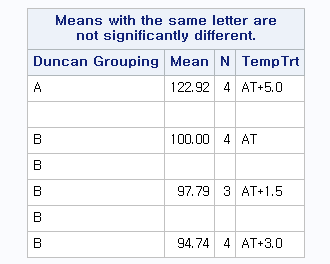 Means with the same letter are
not significantly different.
Duncan Grouping Mean N TempTrt
A 122.92 4 AT+5.0
B 100.00 4 AT
B
B 97.79 3 AT+1.5
B
B 94.74 4 AT+3.0